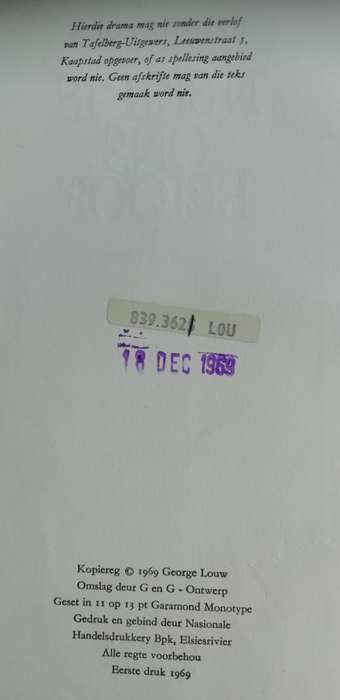 Hierdie drama mag nie sonder die verlof
van Tafelberg-Uitgewers, Leeuwenstraat 5,
Kaapstad opgevoer, of as spellesing aangebied
word nie. Geen afskrifte mag van die teks
gemaak word nie.
839.362 LOU
18 DEC 1969
Kopiereg © 1969 George Louw
Omslag deur G en G - Ontwerp
Geset in 11 op 13 pt Garamond Monotype
Gedruk en gebind deur Nasionale
Handelsdrukkery Bpk, Elsiesrivier
Alle regte voorbehou
Eerste druk 1969